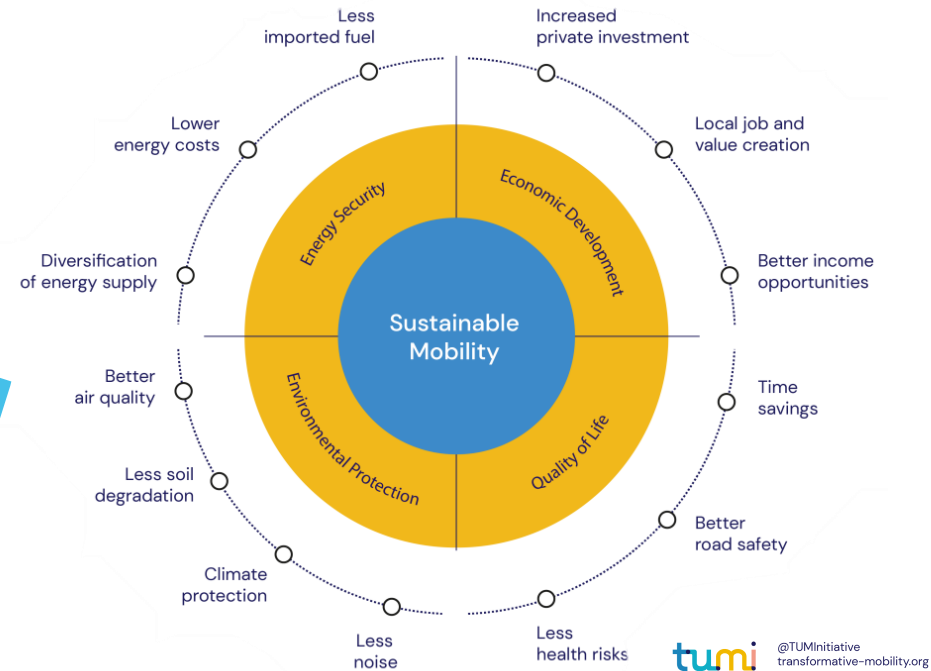 Less
imported fuel
Increased
private investment
Lower
energy costs
Local job and
value creation
Energy Security
Economic Development
Diversification
of energy supply
Better income
opportunities
Sustainable
Mobility
Better
air quality
Time
savings
Environmental Protection
Quality of Life
Less soil
degradation
Better
road safety
Climate
protection
Less
noise
Less
health risks
tumi
@TUMInitiative
transformative-mobility.org